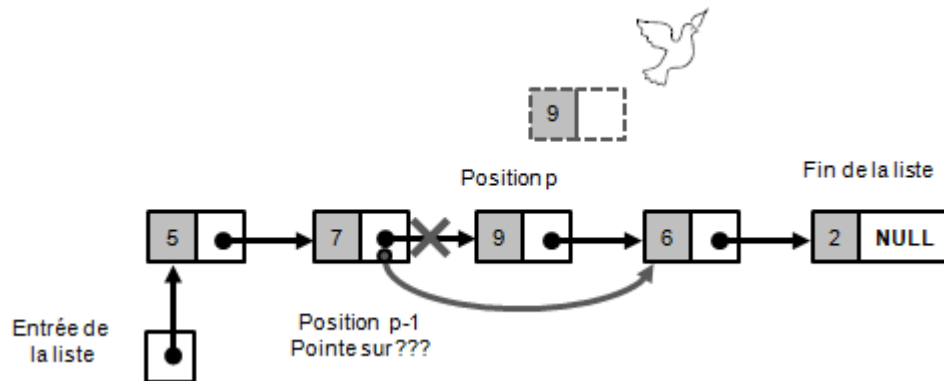 9
Position p
Fin de la liste
5
7
9
6
2 NULL
Entrée de
la liste
Position p-1
Pointe sur ???